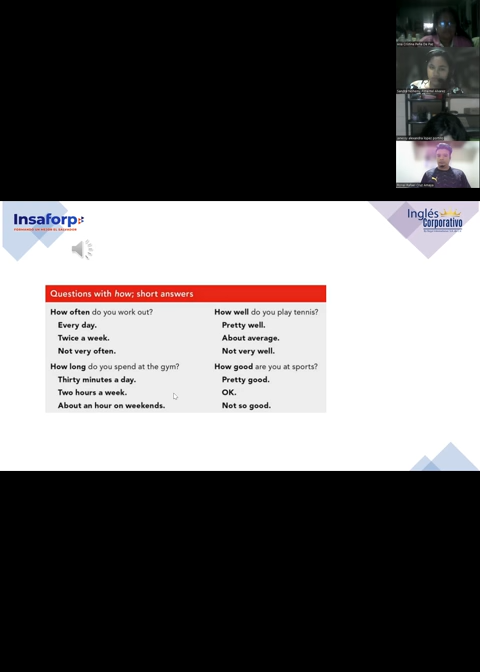 Ana Cristina
Insaforp
Inglés
Corporativo
Questions with how; short answers
How often do you work out?
Every day.
Twice a week.
Not very often.
How long do you spend at the gym?
Thirty minutes a day.
Two hours a week.
About an hour on weekends.
How well do you play tennis?
Pretty well.
About average.
Not very well.
How good are you at sports?
Pretty good.
OK.
Not so good.